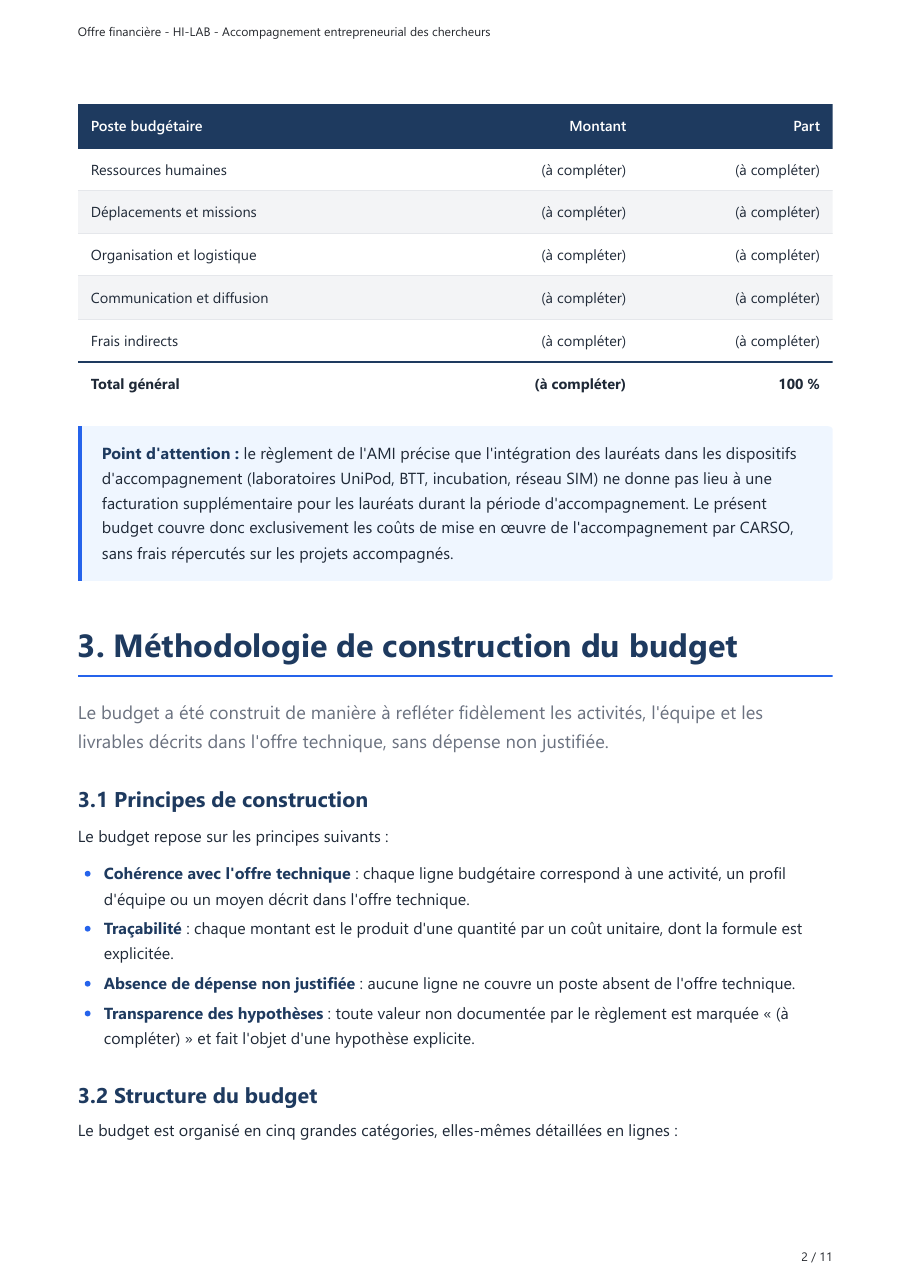 Offre financière - HI-LAB - Accompagnement entrepreneurial des chercheurs
Poste budgétaire Montant Part
Ressources humaines (à compléter) (à compléter)
Déplacements et missions (à compléter) (à compléter)
Organisation et logistique (à compléter) (à compléter)
Communication et diffusion (à compléter) (à compléter)
Frais indirects (à compléter) (à compléter)
Total général (à compléter) 100 %
Point d'attention : le règlement de l'AMI précise que l'intégration des lauréats dans les dispositifs
d'accompagnement (laboratoires UniPod, BTT, incubation, réseau SIM) ne donne pas lieu à une
facturation supplémentaire pour les lauréats durant la période d'accompagnement. Le présent
budget couvre donc exclusivement les coûts de mise en œuvre de l'accompagnement par CARSO,
sans frais répercutés sur les projets accompagnés.
3. Méthodologie de construction du budget
Le budget a été construit de manière à refléter fidèlement les activités, l'équipe et les
livrables décrits dans l'offre technique, sans dépense non justifiée.
3.1 Principes de construction
Le budget repose sur les principes suivants :
• Cohérence avec l'offre technique : chaque ligne budgétaire correspond à une activité, un profil
d'équipe ou un moyen décrit dans l'offre technique.
• Traçabilité : chaque montant est le produit d'une quantité par un coût unitaire, dont la formule est
explicitée.
• Absence de dépense non justifiée : aucune ligne ne couvre un poste absent de l'offre technique.
• Transparence des hypothèses : toute valeur non documentée par le règlement est marquée « (à
compléter) » et fait l'objet d'une hypothèse explicite.
3.2 Structure du budget
Le budget est organisé en cinq grandes catégories, elles-mêmes détaillées en lignes :
2 / 11